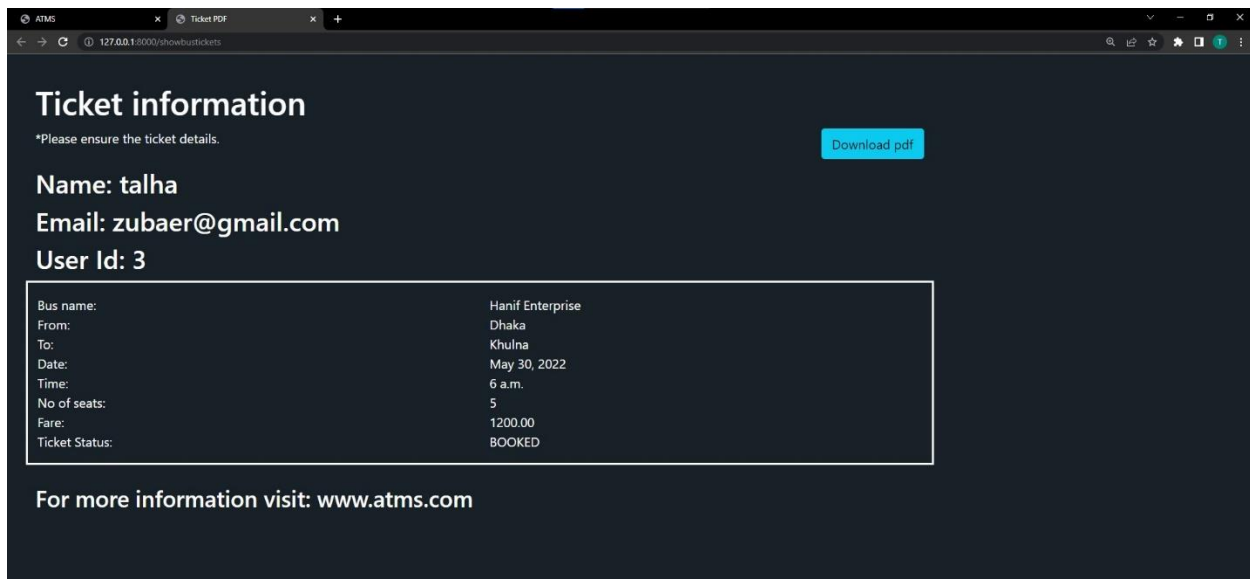 ATMS
Ticket PDF
127.0.0.1:8000/showbustickets
T
Ticket information
*Please ensure the ticket details.
Download pdf
Name: talha
Email: zubaer@gmail.com
User Id: 3
Bus name: Hanif Enterprise
From: Dhaka
To: Khulna
Date: May 30, 2022
Time: 6 a.m.
No of seats: 5
Fare: 1200.00
Ticket Status: BOOKED
For more information visit: www.atms.com